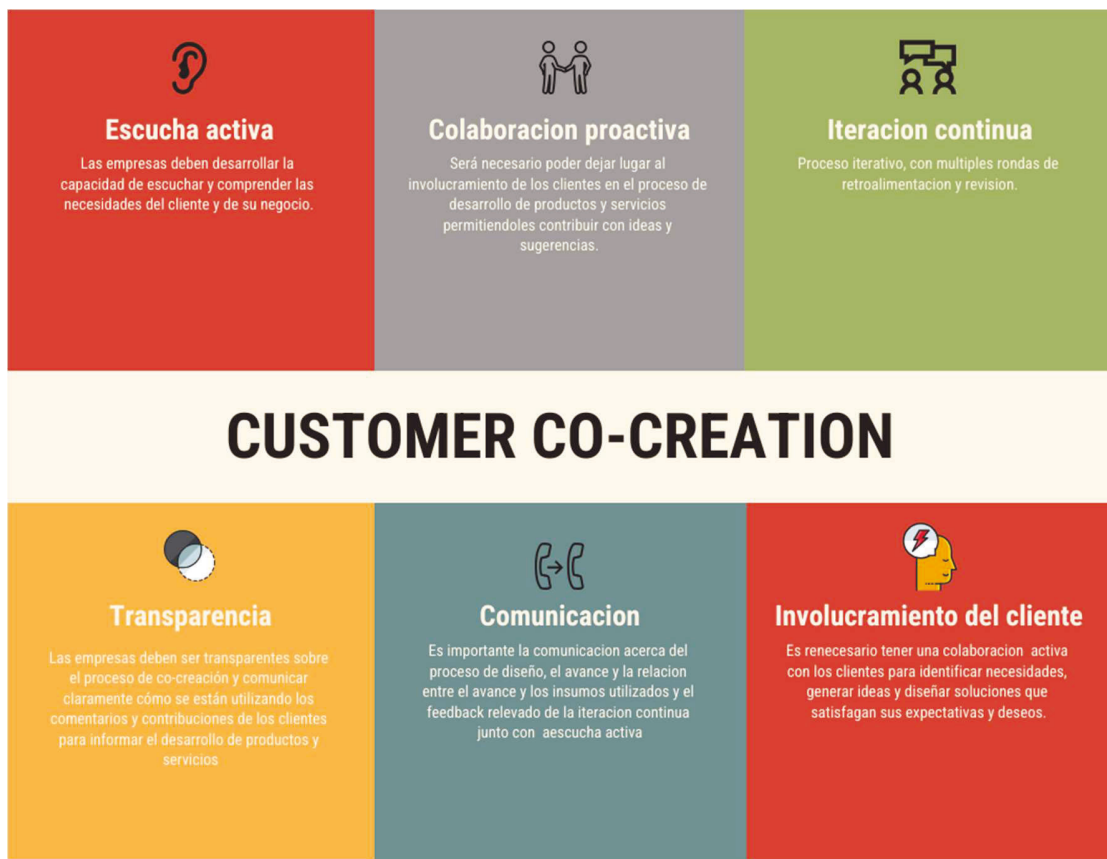 Escucha activa
Las empresas deben desarrollar la
capacidad de escuchar y comprender las
necesidades del cliente y de su negocio.
Colaboracion proactiva
Será necesario poder dejar lugar al
involucramiento de los clientes en el proceso de
desarrollo de productos y servicios
permitiendoles contribuir con ideas y
sugerencias.
Iteracion continua
Proceso iterativo, con multiples rondas de
retroalimentacion y revision.
CUSTOMER CO-CREATION
Transparencia
Las empresas deben ser transparentes sobre
el proceso de co-creación y comunicar
claramente cómo se están utilizando los
comentarios y contribuciones de los clientes
para informar el desarrollo de productos y
servicios
Comunicacion
Es importante la comunicacion acerca del
proceso de diseño, el avance y la relacion
entre el avance y los insumos utilizados y el
feedback relevado de la iteracion continua
junto con aescucha activa
Involucramiento del cliente
Es renecesario tener una colaboracion activa
con los clientes para identificar necesidades,
generar ideas y diseñar soluciones que
satisfagan sus expectativas y deseos.